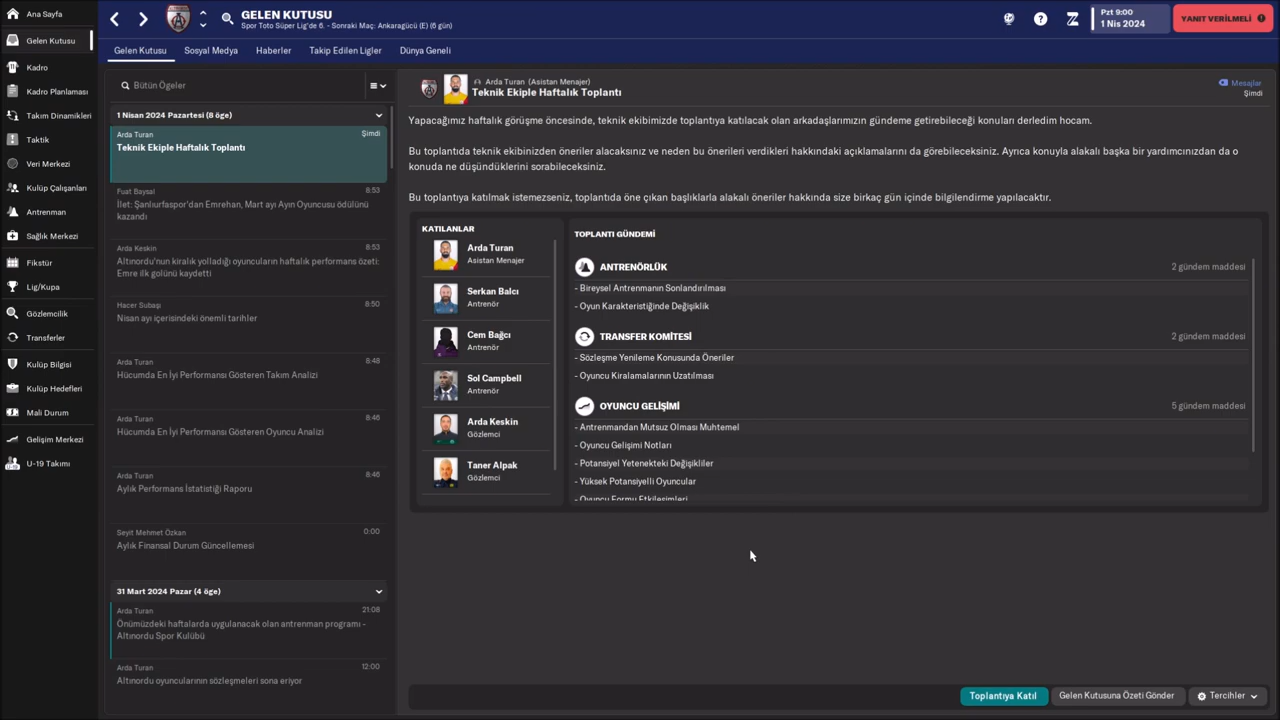 Ana Sayfa
Gelen Kutusu
Kadro
Kadro Planlaması
Takım Dinamikleri
Taktik
Veri Merkezi
Kulüp Çalışanları
Antrenman
Sağlık Merkezi
Fikstür
Lig/Kupa
Gözlemcilik
Transferler
Kulüp Bilgisi
Kulüp Hedefleri
Mali Durum
Gelişim Merkezi
U-19 Takımı
GELEN KUTUSU
Spor Toto Süper Lig'de 6. - Sonraki Maç: Ankaragücü (E) (6 gün)
Pzt 9:00
1 Nis 2024
YANIT VERİLMELİ
Gelen Kutusu
Sosyal Medya
Haberler
Takip Edilen Ligler
Dünya Geneli
Bütün Ögeler
1 Nisan 2024 Pazartesi (8 öge)
Arda Turan
Şimdi
Teknik Ekiple Haftalık Toplantı
Fuat Baysal
8:53
İlet: Şanlıurfaspor'dan Emrehan, Mart ayı Ayın Oyuncusu ödülünü
kazandı
Arda Keskin
8:53
Altınordu'nun kiralık yolladığı oyuncuların haftalık performans özeti:
Emre ilk golünü kaydetti
Hacer Subaşı
8:50
Nisan ayı içerisindeki önemli tarihler
Arda Turan
8:48
Hücumda En İyi Performansı Gösteren Takım Analizi
Arda Turan
8:46
Hücumda En İyi Performansı Gösteren Oyuncu Analizi
Arda Turan
8:46
Aylık Performans İstatistiği Raporu
Seyit Mehmet Özkan
0:00
Aylık Finansal Durum Güncellemesi
31 Mart 2024 Pazar (4 öge)
Arda Turan
21:08
Önümüzdeki haftalarda uygulanacak olan antrenman programı -
Altınordu Spor Kulübü
Arda Turan
12:00
Altınordu oyuncularının sözleşmeleri sona eriyor
Arda Turan (Asistan Menajer)
Teknik Ekiple Haftalık Toplantı
Mesajlar
Şimdi
Yapacağımız haftalık görüşme öncesinde, teknik ekibimizde toplantıya katılacak olan arkadaşlarımızın gündeme getirebileceği konuları derledim hocam.
Bu toplantıda teknik ekibinizden öneriler alacaksınız ve neden bu önerileri verdikleri hakkındaki açıklamalarını da görebileceksiniz. Ayrıca konuyla alakalı başka bir yardımcınızdan da o
konuda ne düşündüklerini sorabileceksiniz.
Bu toplantıya katılmak istemezseniz, toplantıda öne çıkan başlıklarla alakalı öneriler hakkında size birkaç gün içinde bilgilendirme yapılacaktır.
KATILANLAR
Arda Turan
Asistan Menajer
Serkan Balcı
Antrenör
Cem Bağcı
Antrenör
Sol Campbell
Antrenör
Arda Keskin
Gözlemci
Taner Alpak
Gözlemci
TOPLANTI GÜNDEMİ
ANTRENÖRLÜK
2 gündem maddesi
- Bireysel Antrenmanın Sonlandırılması
- Oyun Karakteristiğinde Değişiklik
TRANSFER KOMİTESİ
2 gündem maddesi
- Sözleşme Yenileme Konusunda Öneriler
- Oyuncu Kiralamalarının Uzatılması
OYUNCU GELİŞİMİ
5 gündem maddesi
- Antrenmandan Mutsuz Olması Muhtemel
- Oyuncu Gelişimi Notları
- Potansiyel Yetenekteki Değişikliler
- Yüksek Potansiyelli Oyuncular
- Oyuncu Formu Etkileşimleri
Toplantıya Katıl
Gelen Kutusuna Özeti Gönder
Tercihler